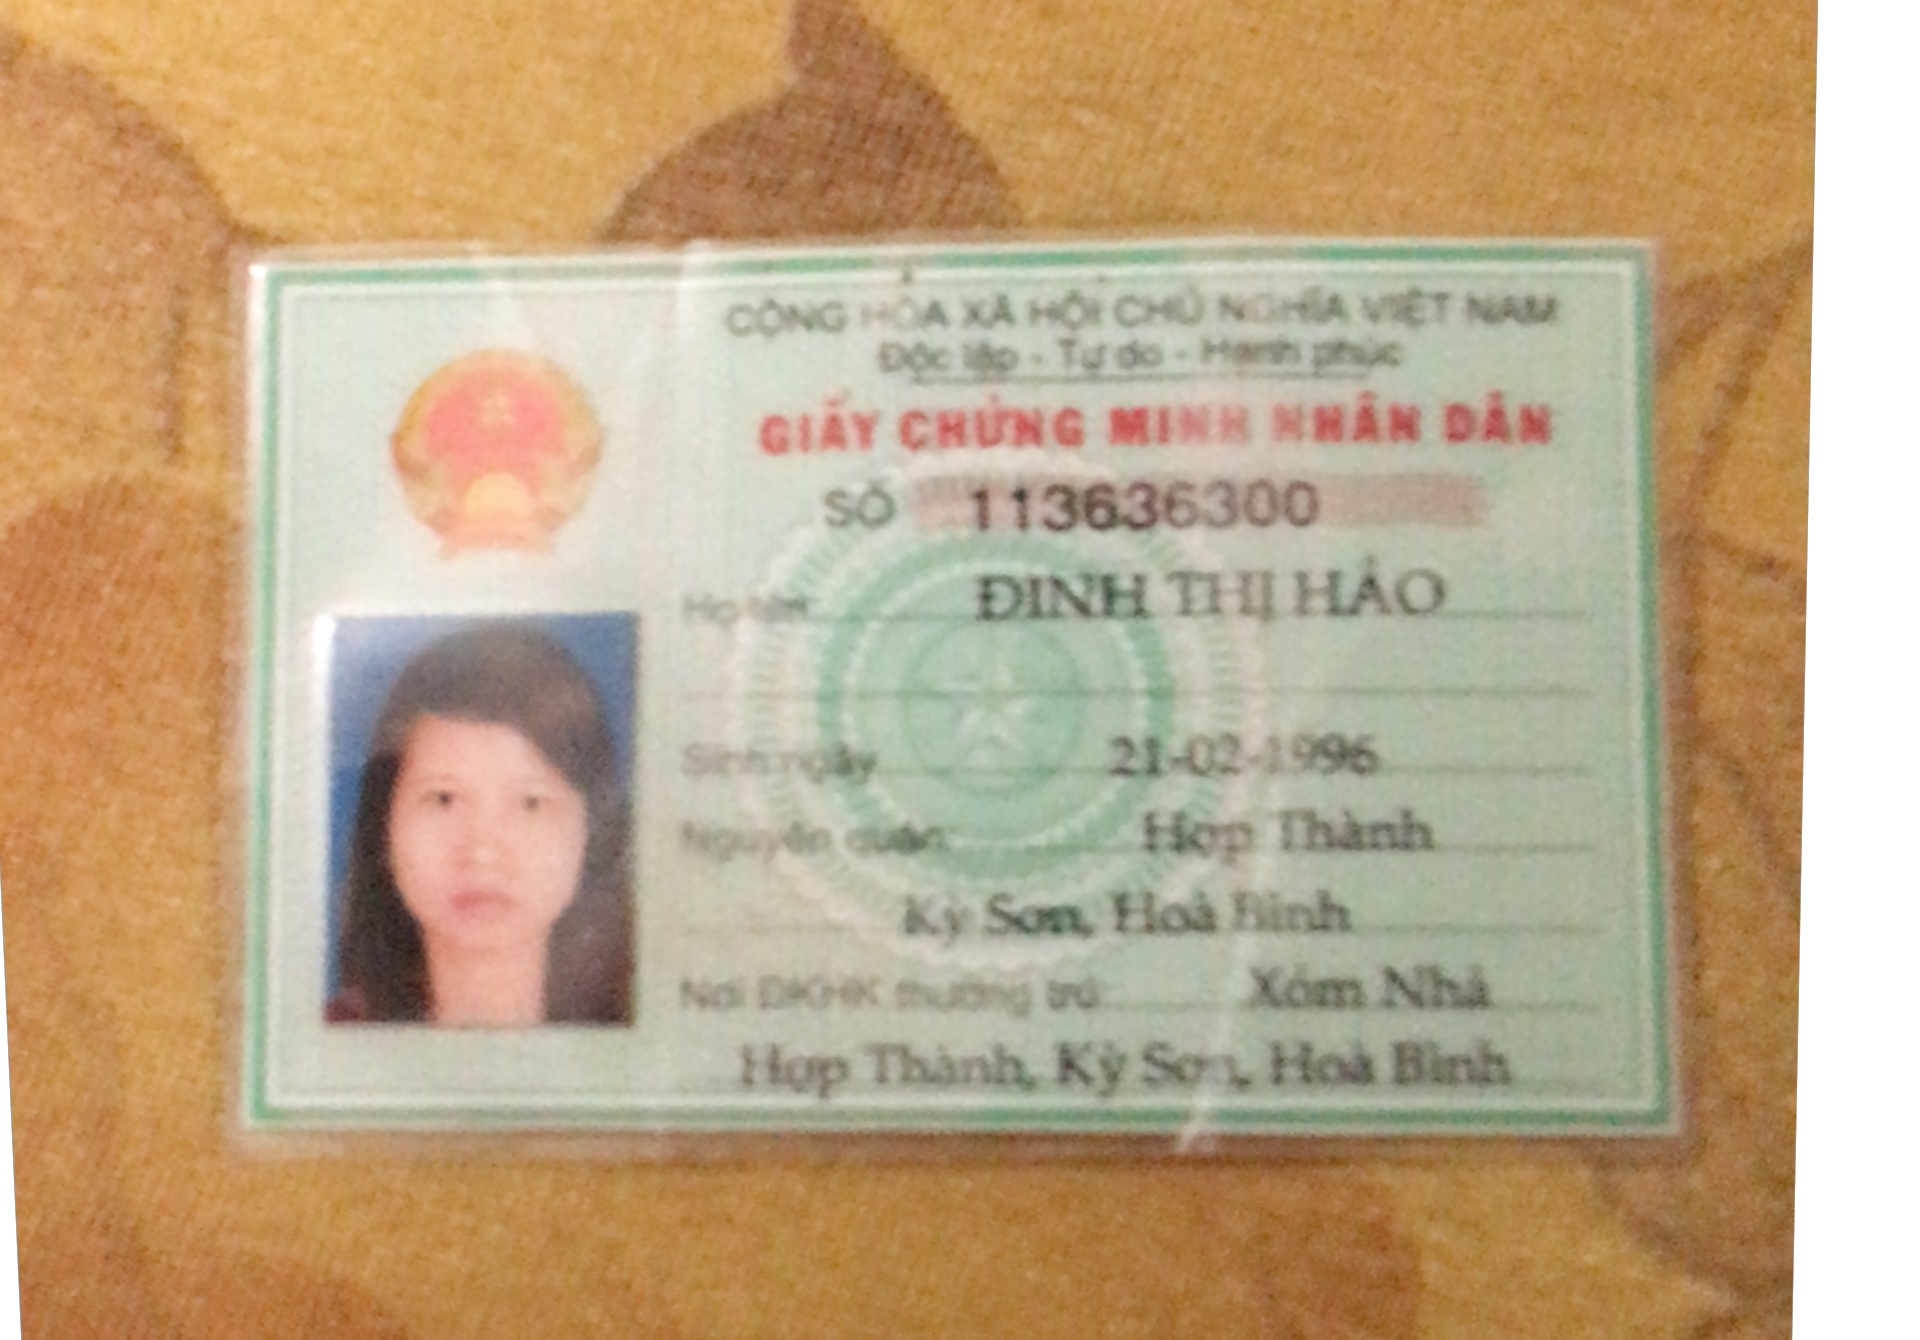 CỘNG HÒA XÃ HỘI CHỦ NGHĨA VIỆT NAM
Độc lập - Tự do - Hạnh phúc
GIẤY CHỨNG MINH NHÂN DÂN
SỐ 113636300
Họ tên ĐINH THỊ HẢO
Sinh ngày 21-02-1996
Nguyên quán Hợp Thành
Kỳ Sơn, Hoà Bình
Nơi ĐKHK thường trú Xóm Nhả
Hợp Thành, Kỳ Sơn, Hoà Bình